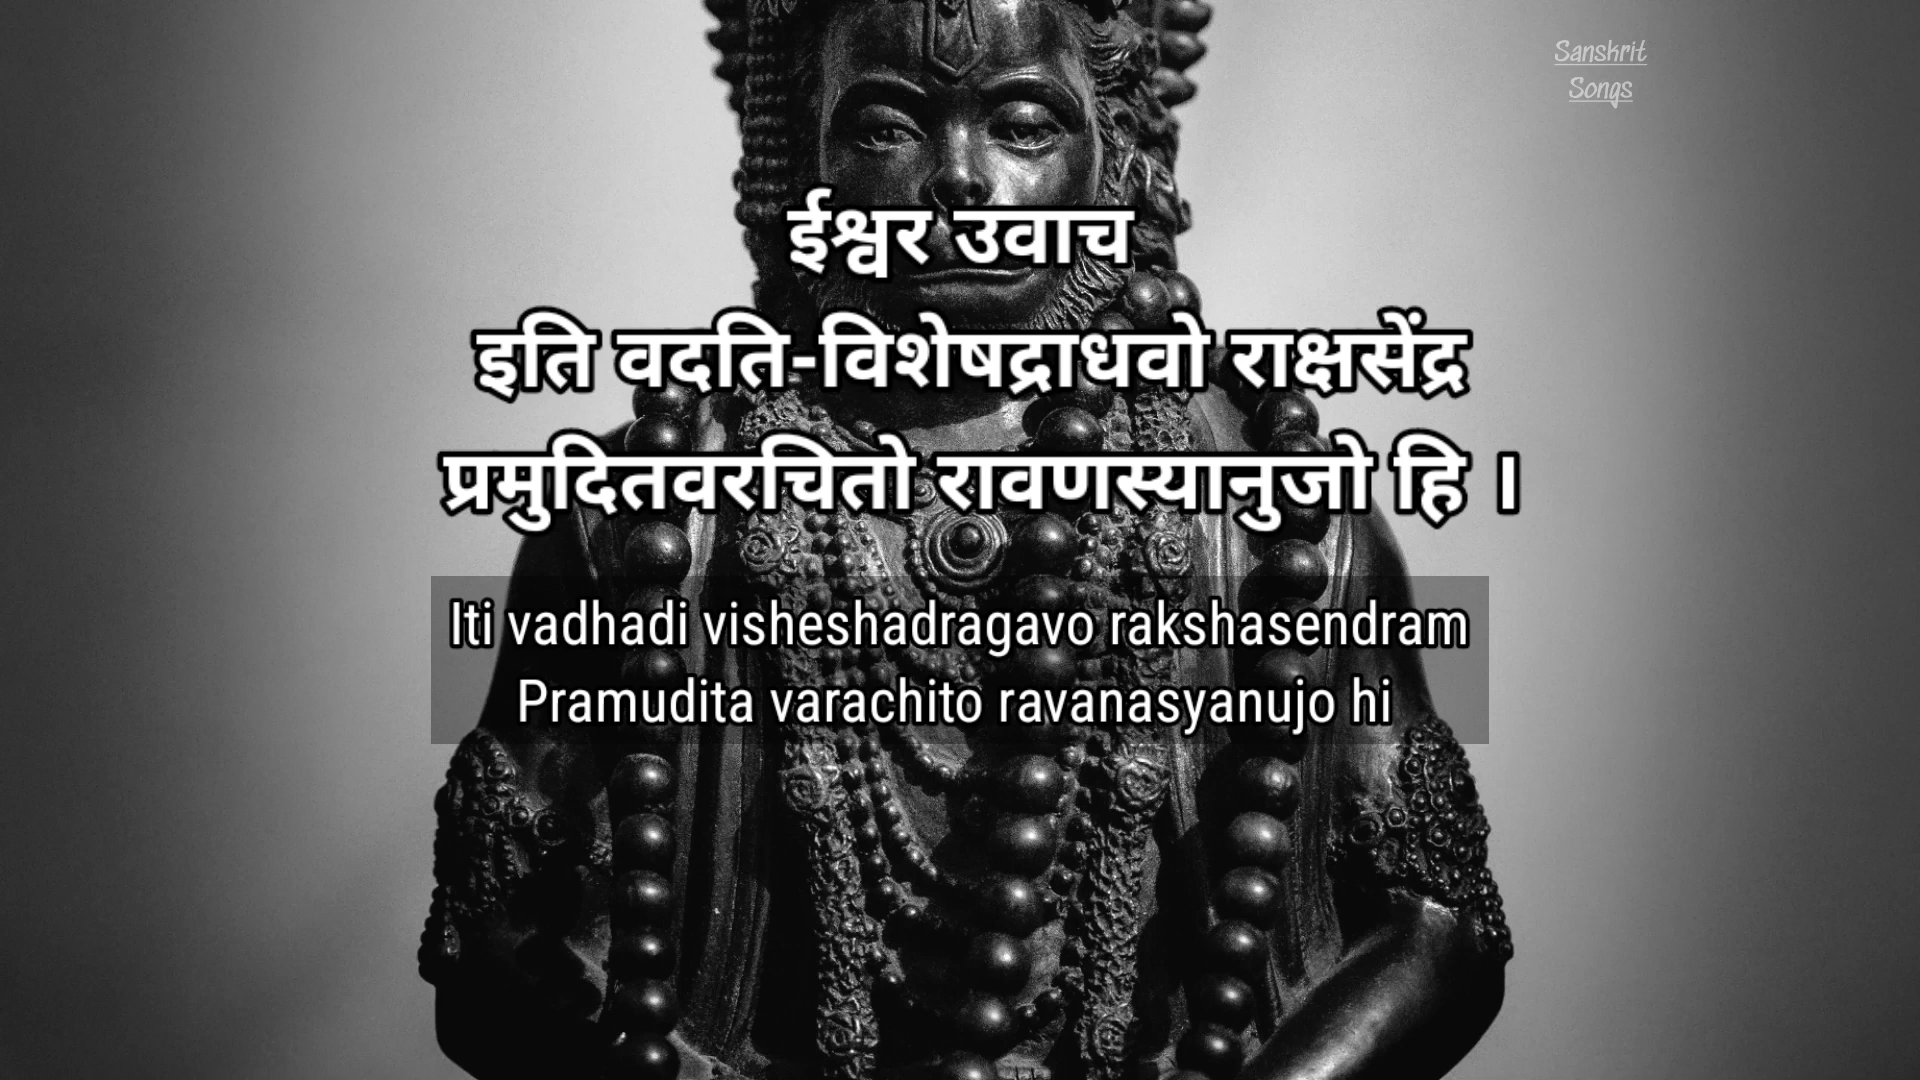 Sanskrit
Songs
ईश्वर उवाच
इति वदति-विशेषद्राधवो राक्षसेंद्र
प्रमुदितवरचितो रावणस्यानुजो हि ।
Iti vadhadi visheshadragavo rakshasendram
Pramudita varachito ravanasyanujo hi